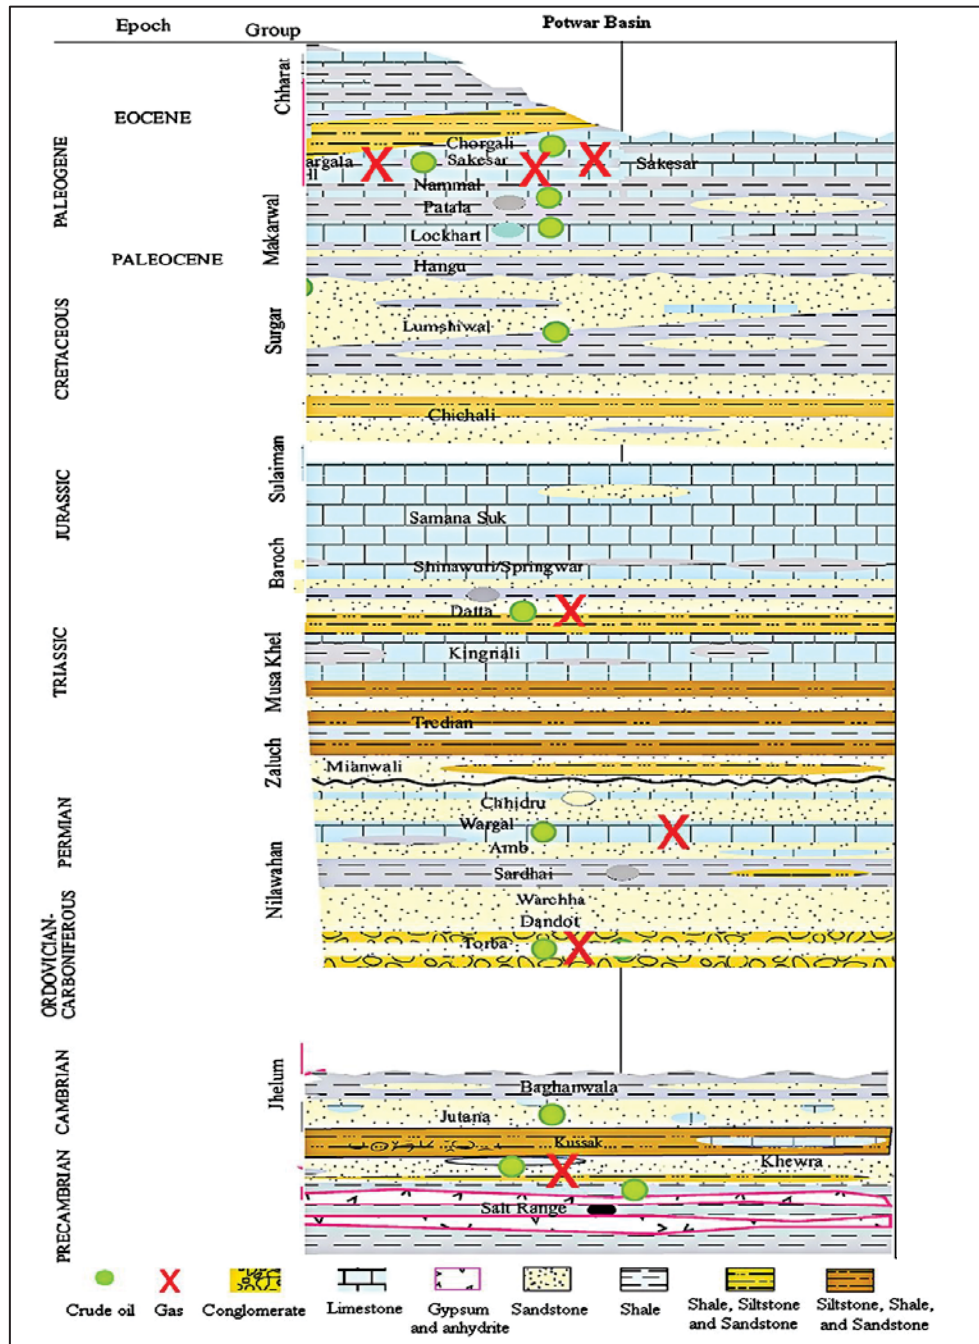 Epoch
Group
Potwar Basin
Chharat
EOCENE
Chorgali
Sakesar
Sakesar
argala
Nammal
PALEOGENE
Patala
Makarwal
Lockhart
PALEOCENE
Hangu
CRETACEOUS
Surgar
Lumshiwal
Chichali
JURASSIC
Sulaiman
Samana Suk
Baroch
Shinawuri/Springwar
Datta
TRIASSIC
Musa Khel
Kingriali
Tredian
Zaluch
Mianwali
Chhidru
PERMIAN
Wargal
Amb
Nilawahan
Sardhai
Warchha
Dandot
ORDOVICIAN-
CARBONIFEROUS
Torba
CAMBRIAN
Jhelum
Baghanwala
Jutana
Kussak
Khewra
PRECAMBRIAN
Salt Range
Crude oil
Gas
Conglomerate
Limestone
Gypsum
and anhydrite
Sandstone
Shale
Shale, Siltstone
and Sandstone
Siltstone, Shale,
and Sandstone